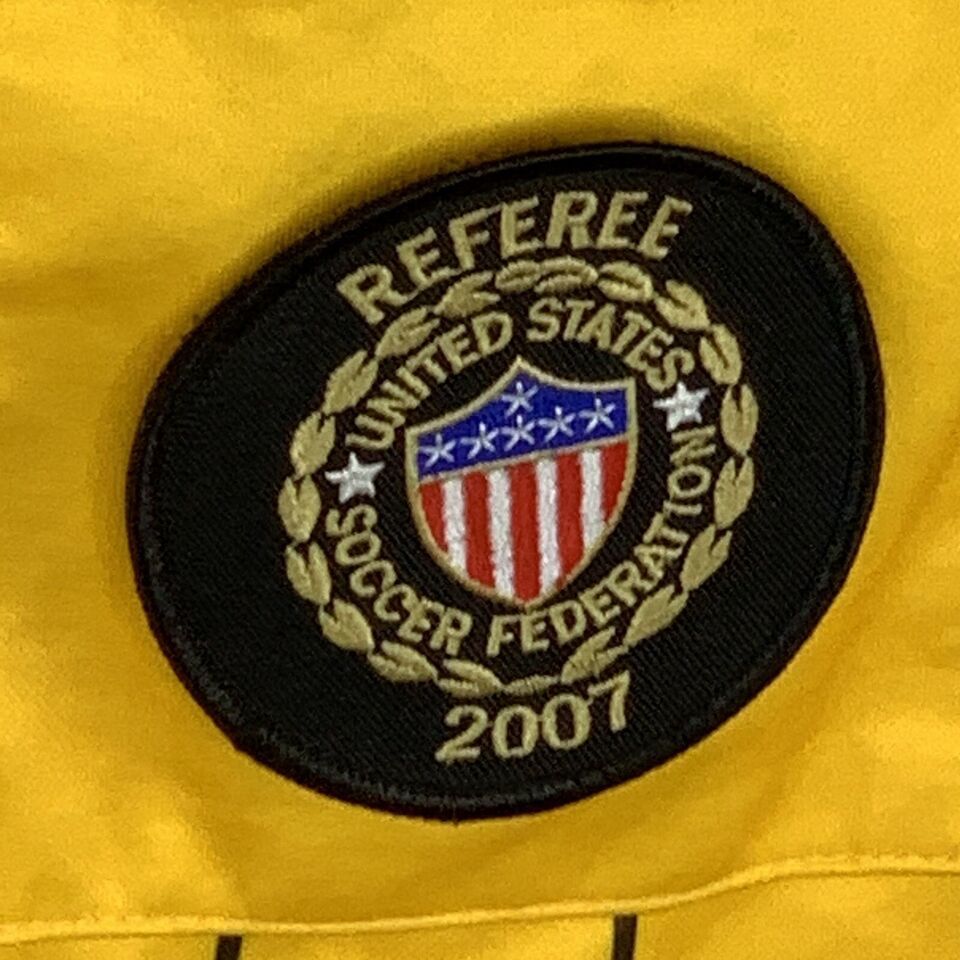 REFEREE
UNITED STATES
SOCCER FEDERATION
2007